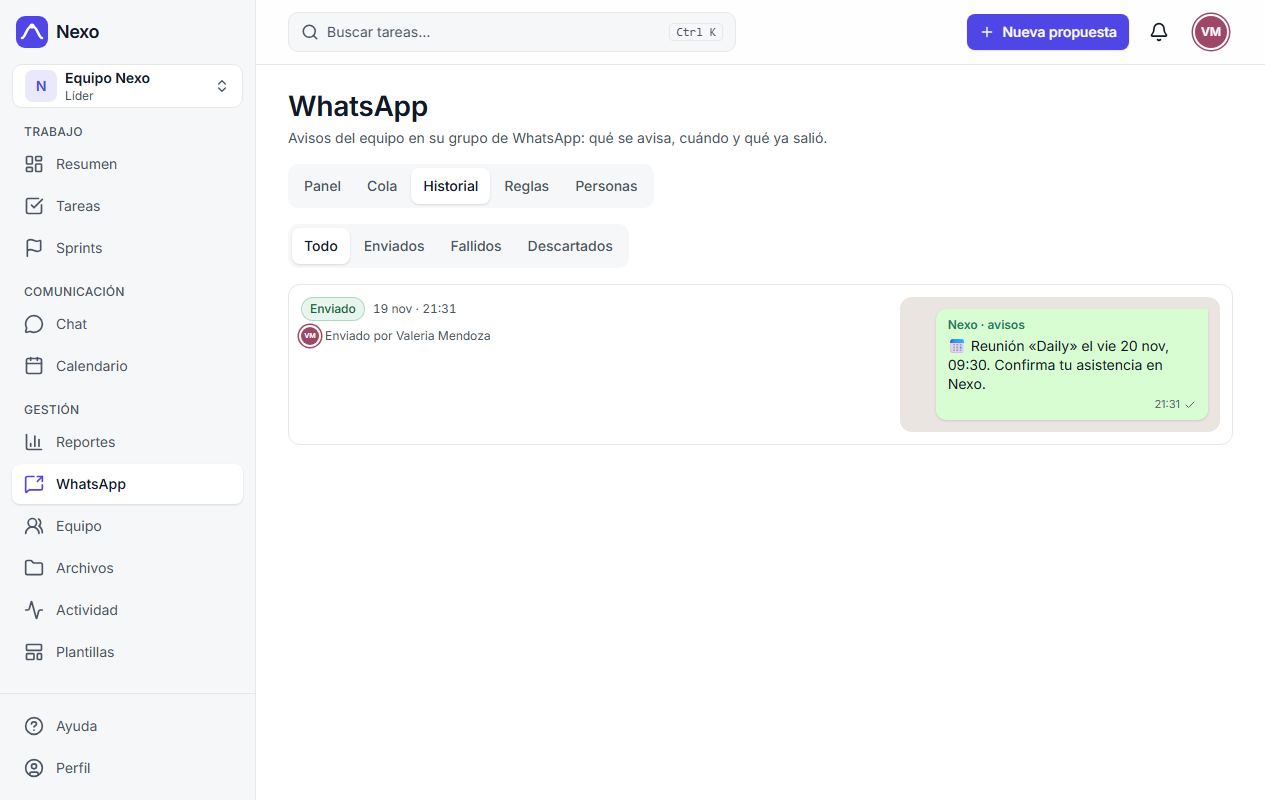 Nexo
Buscar tareas...
Ctrl K
Nueva propuesta
VM
N
Equipo Nexo
Líder
TRABAJO
Resumen
Tareas
Sprints
COMUNICACIÓN
Chat
Calendario
GESTIÓN
Reportes
WhatsApp
Equipo
Archivos
Actividad
Plantillas
Ayuda
Perfil
WhatsApp
Avisos del equipo en su grupo de WhatsApp: qué se avisa, cuándo y qué ya salió.
Panel Cola Historial Reglas Personas
Todo Enviados Fallidos Descartados
Enviado 19 nov · 21:31
VM Enviado por Valeria Mendoza
Nexo · avisos
Reunión «Daily» el vie 20 nov,
09:30. Confirma tu asistencia en
Nexo.
21:31